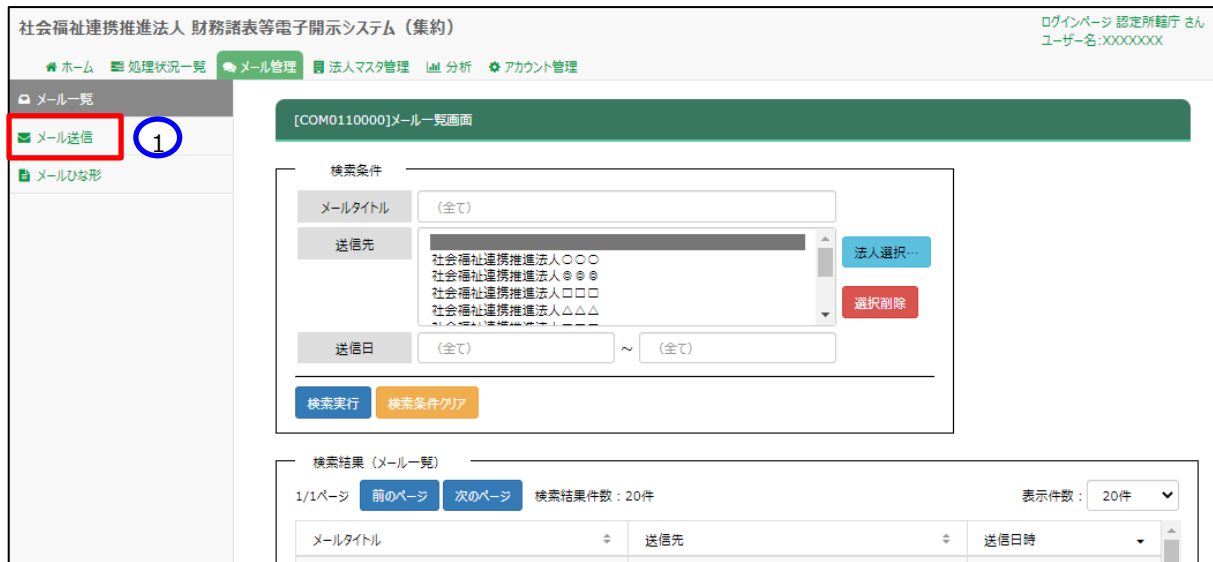 社会福祉連携推進法人 財務諸表等電子開示システム（集約）
ログインページ 認定所轄庁 さん
ユーザー名:XXXXXXX
ホーム 処理状況一覧 メール管理 法人マスタ管理 分析 アカウント管理
メール一覧
メール送信
1
メールひな形
[COM0110000]メール一覧画面
検索条件
メールタイトル （全て）
送信先
社会福祉連携推進法人○○○
社会福祉連携推進法人◎◎◎
社会福祉連携推進法人□□□
社会福祉連携推進法人△△△
法人選択…
選択削除
送信日 （全て） ～ （全て）
検索実行 検索条件クリア
検索結果（メール一覧）
1/1ページ 前のページ 次のページ 検索結果件数：20件 表示件数： 20件
メールタイトル 送信先 送信日時